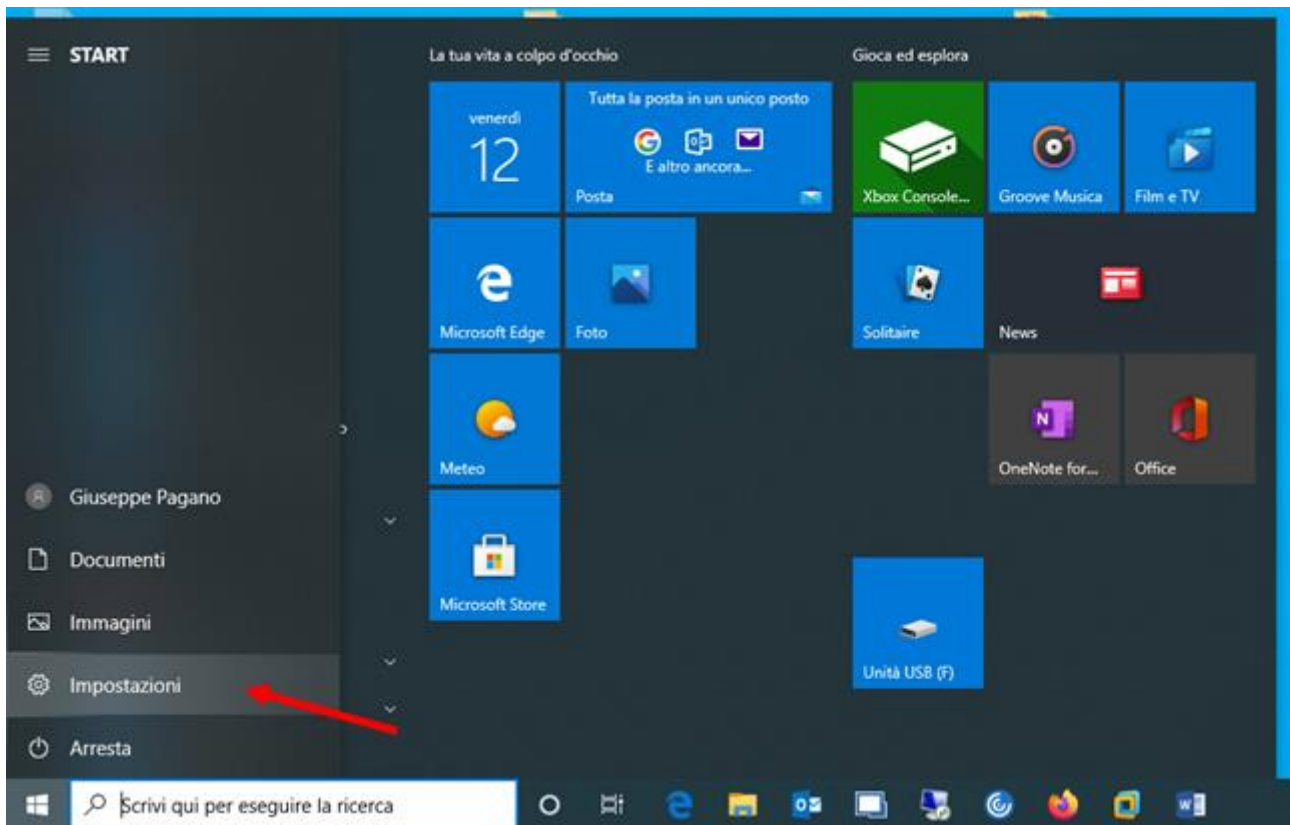 START
Giuseppe Pagano
Documenti
Immagini
Impostazioni
Arresta
La tua vita a colpo d'occhio
venerdì
12
Tutta la posta in un unico posto
E altro ancora...
Posta
Microsoft Edge
Foto
Meteo
Microsoft Store
Gioca ed esplora
Xbox Console...
Groove Musica
Film e TV
Solitaire
News
OneNote for...
Office
Unità USB (F)
Scrivi qui per eseguire la ricerca